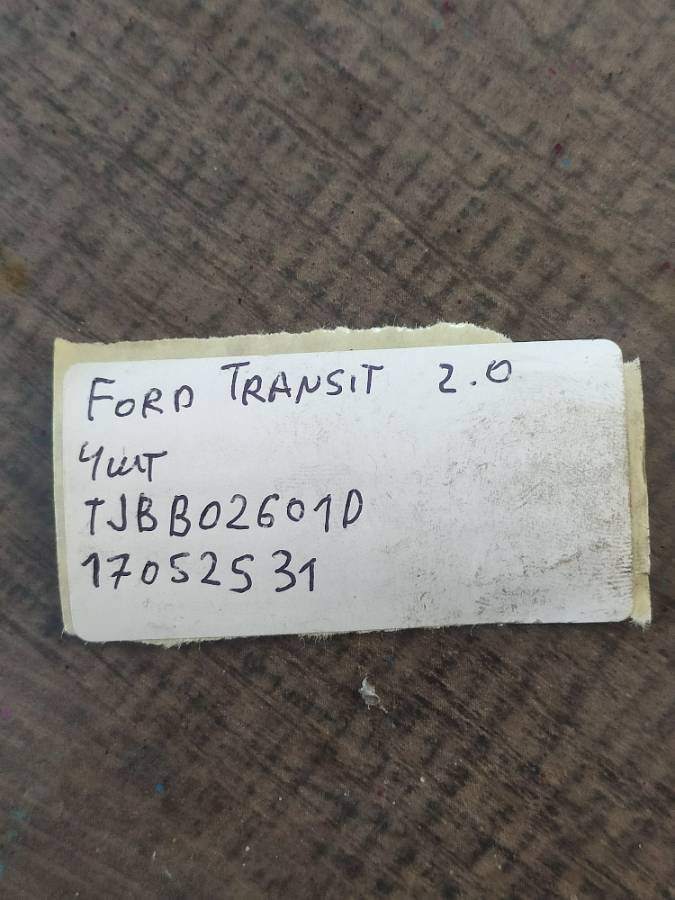 FORD TRANSIT 2.0
4шт
TJBB02601D
17052531